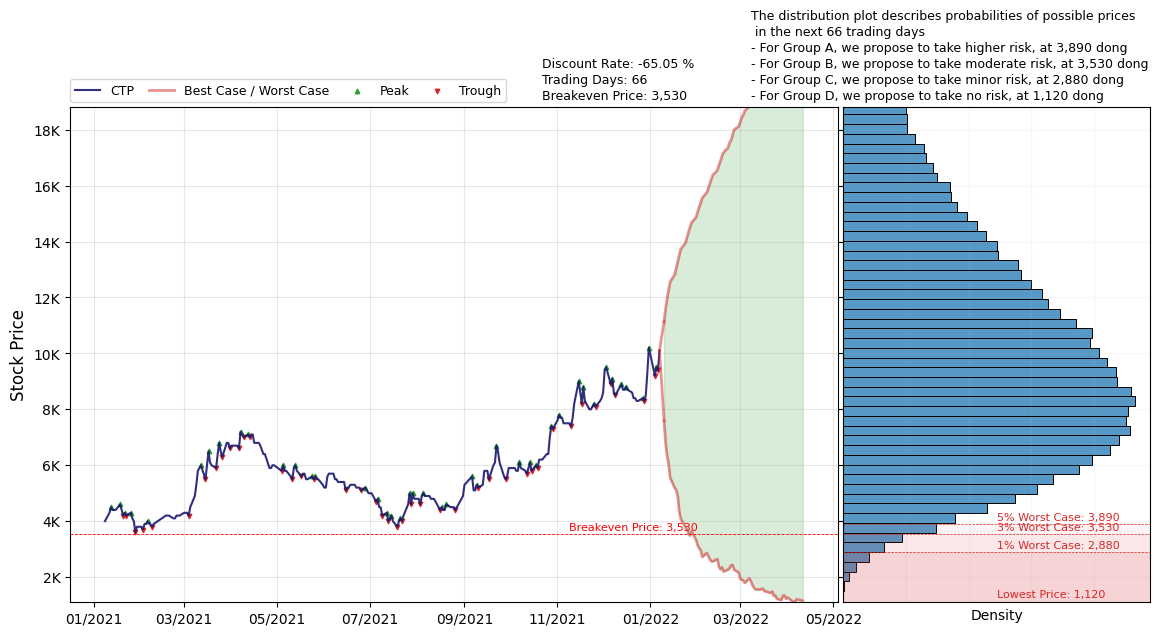 The distribution plot describes probabilities of possible prices
in the next 66 trading days
- For Group A, we propose to take higher risk, at 3,890 dong
- For Group B, we propose to take moderate risk, at 3,530 dong
- For Group C, we propose to take minor risk, at 2,880 dong
- For Group D, we propose to take no risk, at 1,120 dong
Discount Rate: -65.05 %
Trading Days: 66
Breakeven Price: 3,530
CTP
Best Case / Worst Case
Peak
Trough
Stock Price
18K
16K
14K
12K
10K
8K
6K
4K
2K
Breakeven Price: 3,530
5% Worst Case: 3,890
3% Worst Case: 3,530
1% Worst Case: 2,880
Lowest Price: 1,120
01/2021
03/2021
05/2021
07/2021
09/2021
11/2021
01/2022
03/2022
05/2022
Density